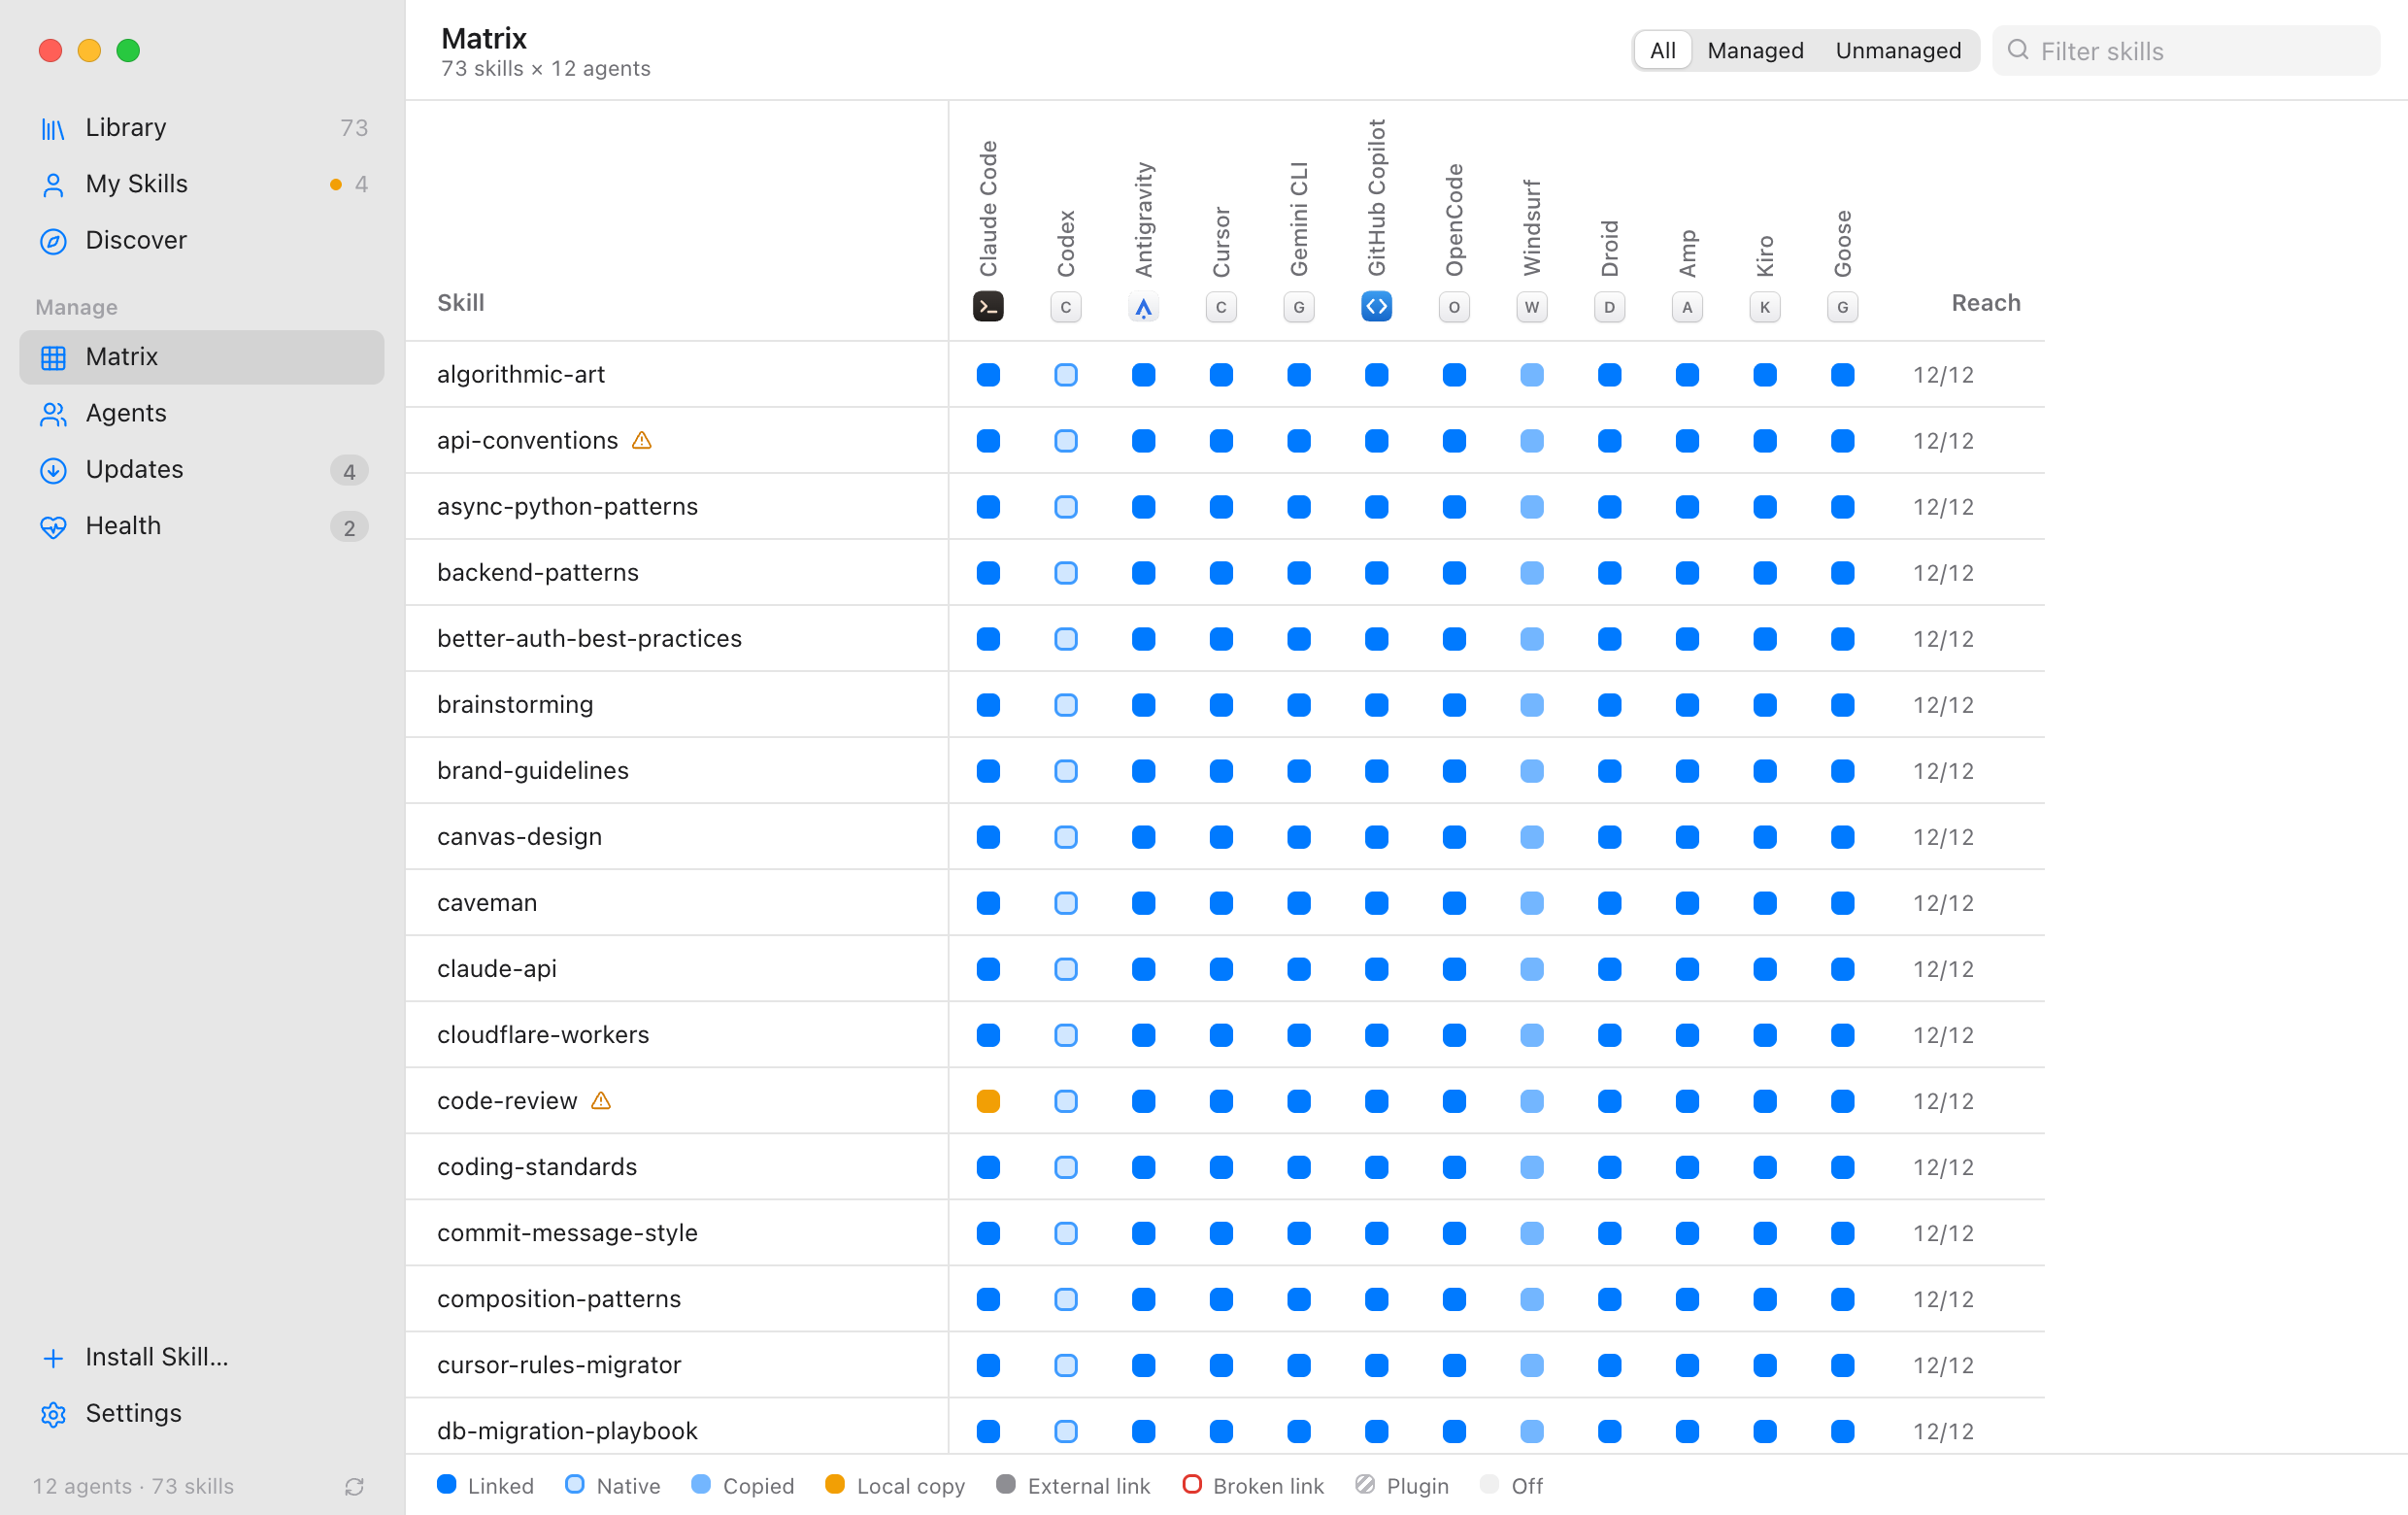 Library 73
My Skills 4
Discover
Manage
Matrix
Agents
Updates 4
Health 2
Install Skill...
Settings
12 agents · 73 skills
Matrix
73 skills × 12 agents
All Managed Unmanaged
Filter skills
Skill
Claude Code
Codex
Antigravity
Cursor
Gemini CLI
GitHub Copilot
OpenCode
Windsurf
Droid
Amp
Kiro
Goose
C C G O W D A K G
Reach
algorithmic-art 12/12
api-conventions 12/12
async-python-patterns 12/12
backend-patterns 12/12
better-auth-best-practices 12/12
brainstorming 12/12
brand-guidelines 12/12
canvas-design 12/12
caveman 12/12
claude-api 12/12
cloudflare-workers 12/12
code-review 12/12
coding-standards 12/12
commit-message-style 12/12
composition-patterns 12/12
cursor-rules-migrator 12/12
db-migration-playbook 12/12
Linked Native Copied Local copy External link Broken link Plugin Off